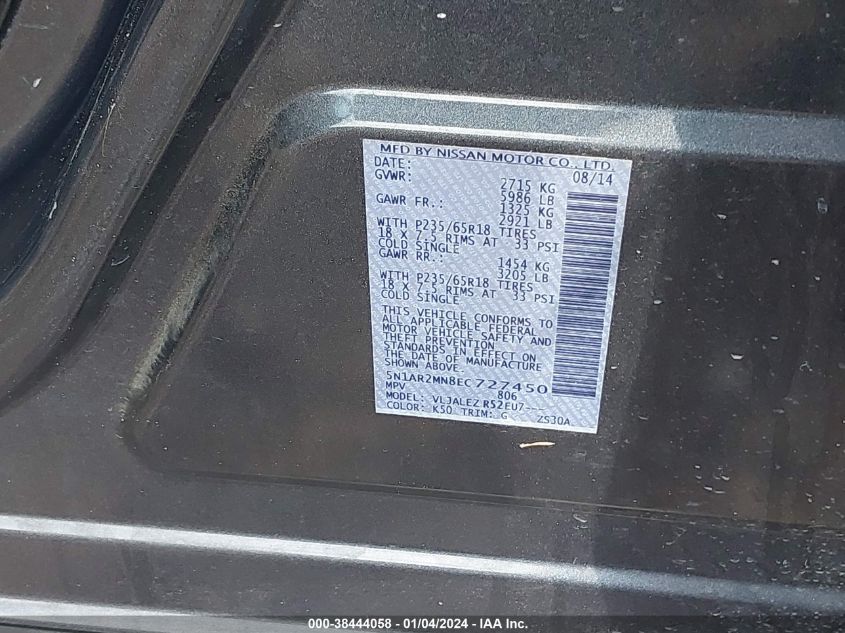 MFD BY NISSAN MOTOR CO., LTD.
DATE: 08/14
GVWR: 2715 KG
5986 LB
GAWR FR.: 1325 KG
2921 LB
WITH P235/65R18 TIRES
18 X 7.5 RIMS AT 33 PSI
COLD SINGLE
GAWR RR.: 1454 KG
3205 LB
WITH P235/65R18 TIRES
18 X 7.5 RIMS AT 33 PSI
COLD SINGLE
THIS VEHICLE CONFORMS TO
ALL APPLICABLE FEDERAL
MOTOR VEHICLE SAFETY AND
THEFT PREVENTION
STANDARDS IN EFFECT ON
THE DATE OF MANUFACTURE
SHOWN ABOVE.
5N1AR2MN8EC727450
MPV 806
MODEL: VLJALEZ R52EU7---
COLOR: K50 TRIM: G ZS30A
000-38444058 - 01/04/2024 - IAA Inc.